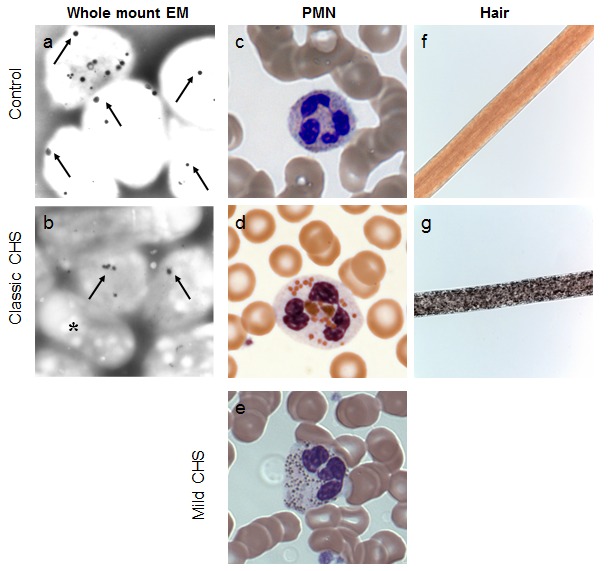 Whole mount EM PMN Hair
Control
a c f
Classic CHS
b d g
*
Mild CHS
e